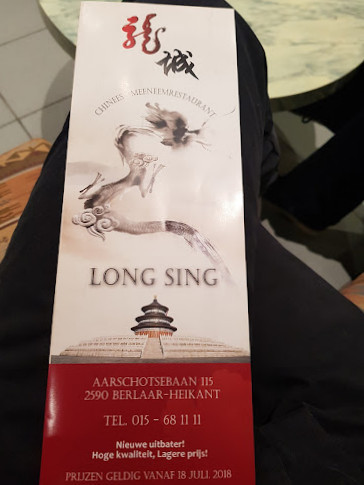 龍
城
CHINEES MEENEEMRESTAURANT
LONG SING
AARSCHOTSEBAAN 115
2590 BERLAAR-HEIKANT
TEL. 015 - 68 11 11
Nieuwe uitbater!
Hoge kwaliteit, Lagere prijs!
PRIJZEN GELDIG VANAF 18 JULI. 2018